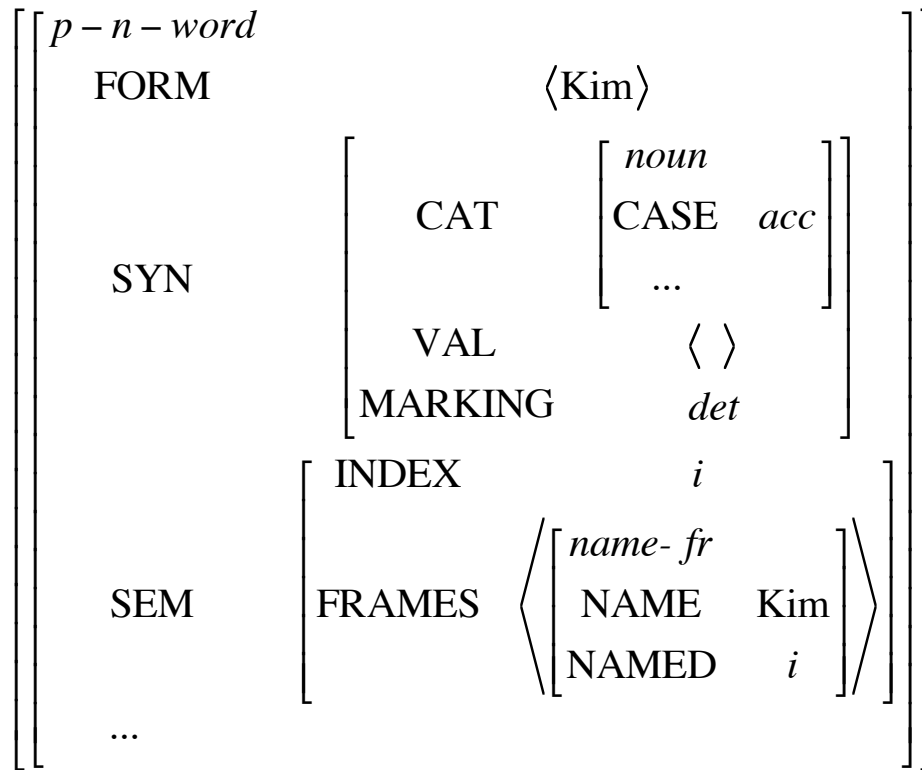 p – n – word
FORM ⟨Kim⟩
noun
CAT CASE acc
SYN ...
VAL ⟨ ⟩
MARKING det
INDEX i
name- fr
SEM FRAMES NAME Kim
NAMED i
...